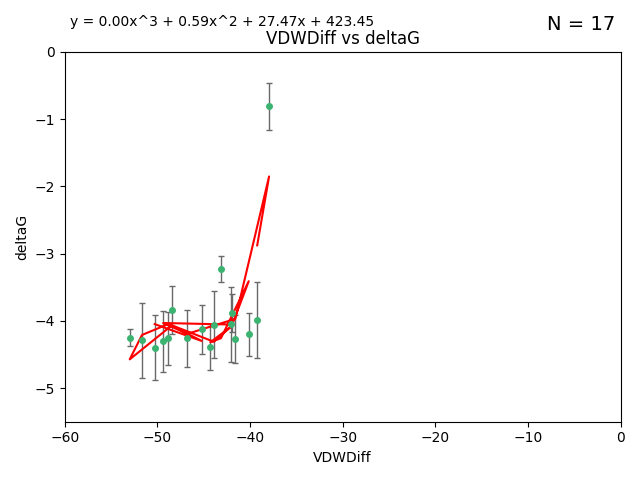 y = 0.00x^3 + 0.59x^2 + 27.47x + 423.45
N = 17
VDWDiff vs deltaG
0
−1
−2
−3
−4
−5
deltaG
−60 −50 −40 −30 −20 −10 0
VDWDiff